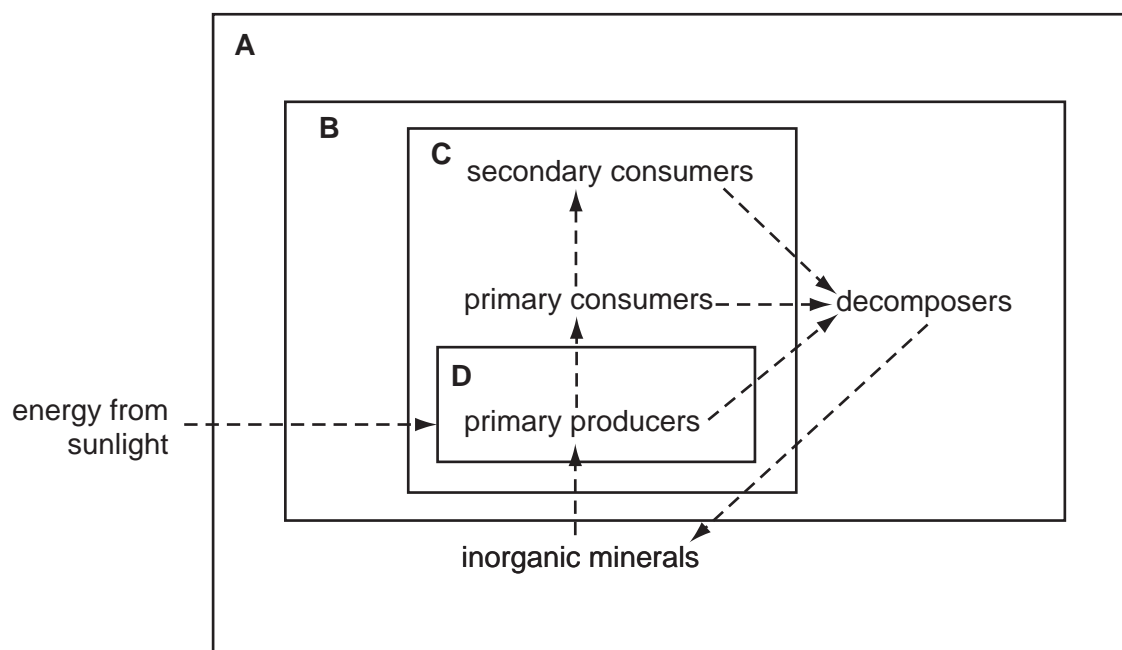 A
B
C
secondary consumers
primary consumers
decomposers
D
primary producers
energy from
sunlight
inorganic minerals